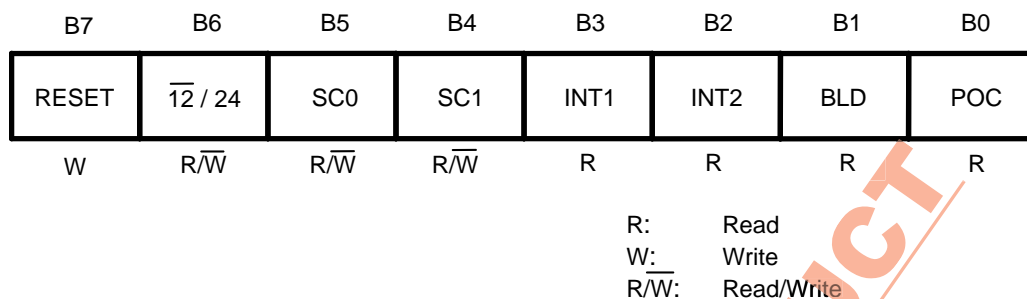 B7 B6 B5 B4 B3 B2 B1 B0
RESET 12 / 24 SC0 SC1 INT1 INT2 BLD POC
W R/W R/W R/W R R R R
R: Read
W: Write
R/W: Read/Write
UCT